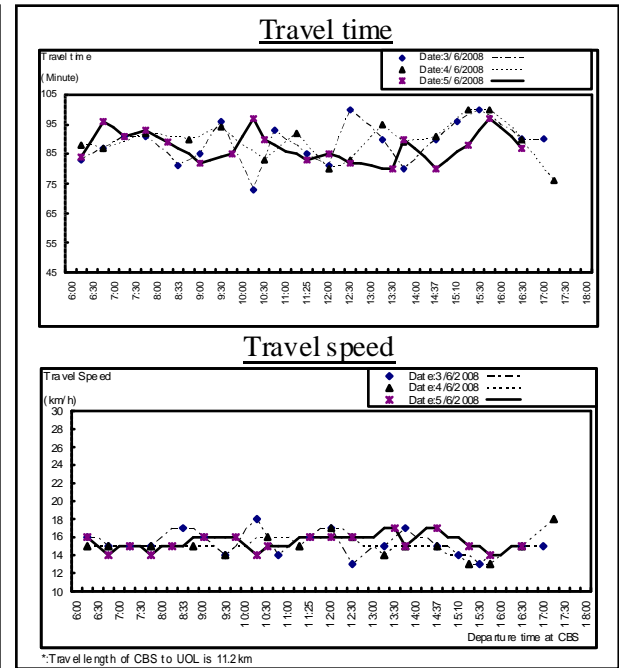 Travel time
Travel time
(Minute)
Date:3/6/2008
Date:4/6/2008
Date:5/6/2008
105
95
85
75
65
55
45
6:00 6:30 7:00 7:30 8:00 8:33 9:00 9:30 10:00 10:30 11:00 11:25 12:00 12:30 13:00 13:30 14:00 14:37 15:10 15:30 16:00 16:30 17:00 17:30 18:00
Travel speed
Travel Speed
(km/h)
Date:3/6/2008
Date:4/6/2008
Date:5/6/2008
30
28
26
24
22
20
18
16
14
12
10
6:00 6:30 7:00 7:30 8:00 8:33 9:00 9:30 10:00 10:30 11:00 11:25 12:00 12:30 13:00 13:30 14:00 14:37 15:10 15:30 16:00 16:30 17:00 17:30 18:00
Departure time at CBS
*:Travel length of CBS to UOL is 11.2km